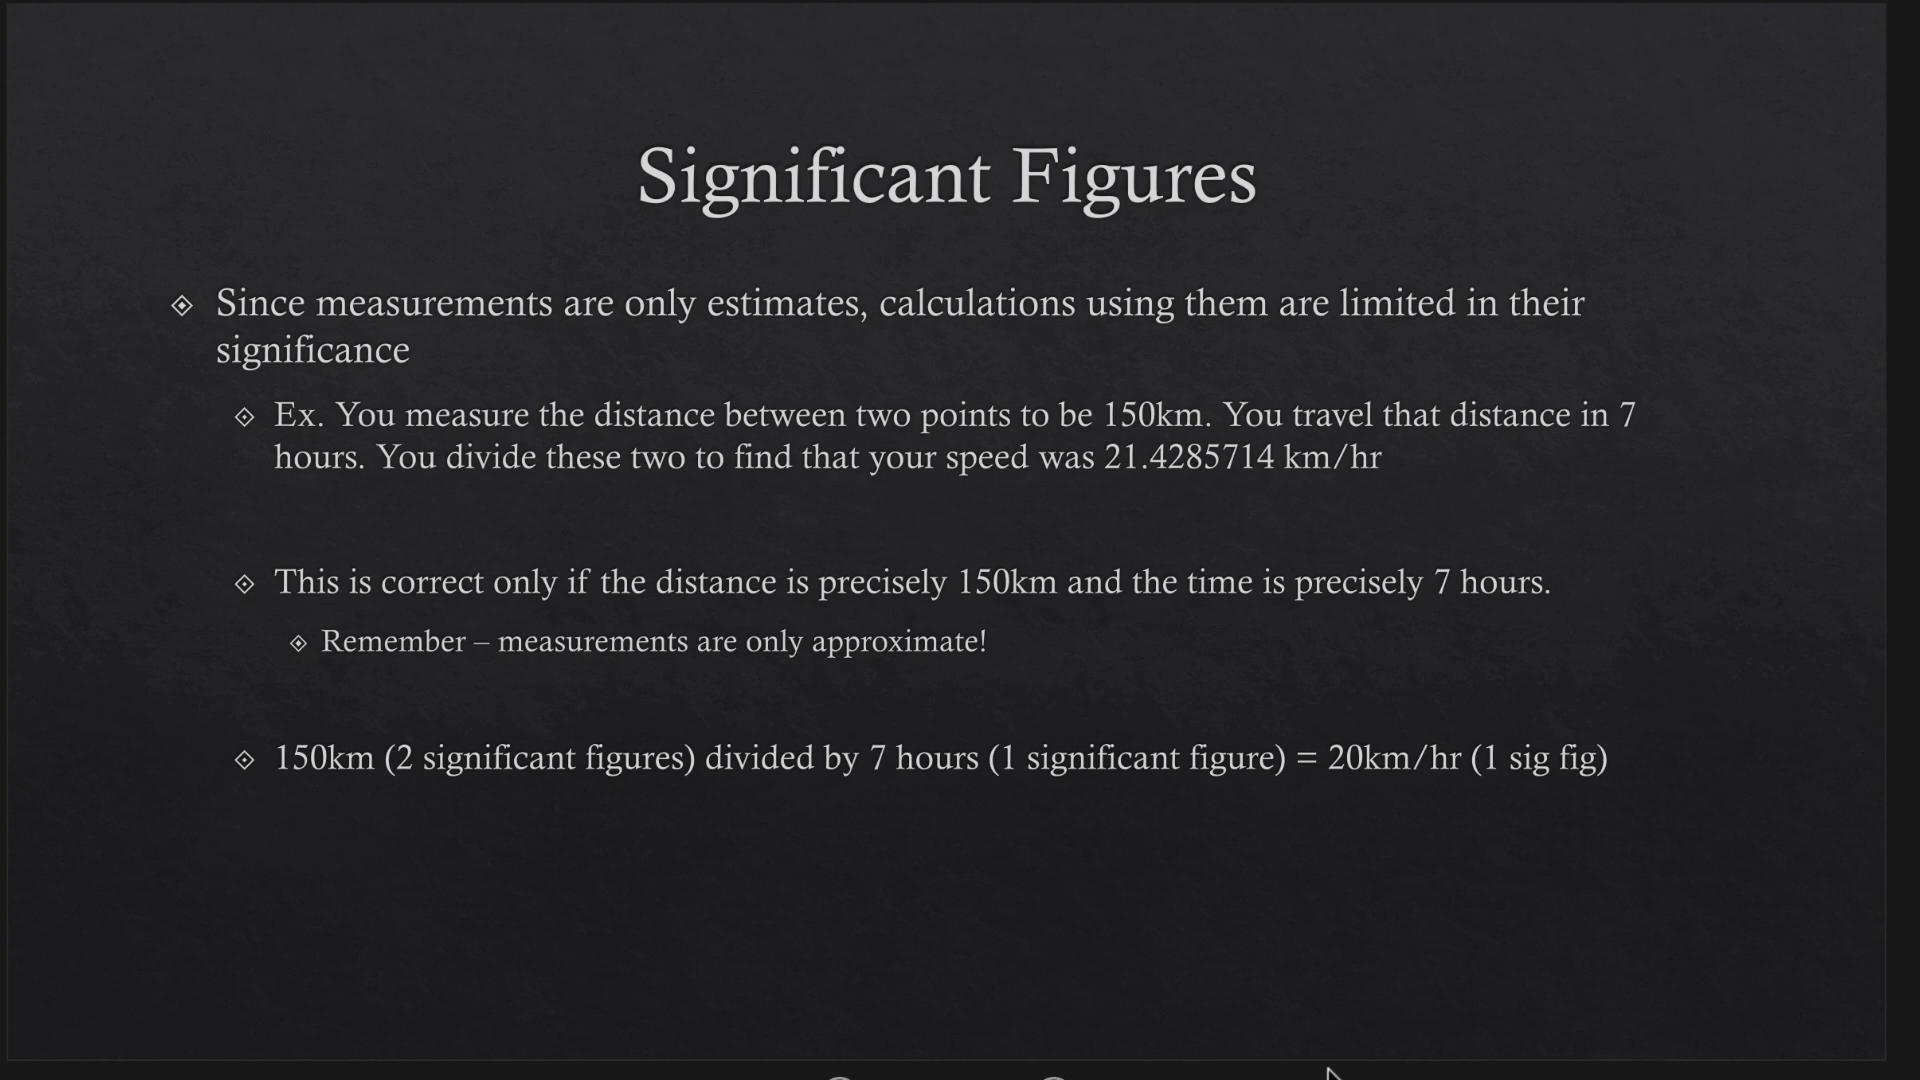 Significant Figures
Since measurements are only estimates, calculations using them are limited in their
significance
Ex. You measure the distance between two points to be 150km. You travel that distance in 7
hours. You divide these two to find that your speed was 21.4285714 km/hr
This is correct only if the distance is precisely 150km and the time is precisely 7 hours.
Remember – measurements are only approximate!
150km (2 significant figures) divided by 7 hours (1 significant figure) = 20km/hr (1 sig fig)